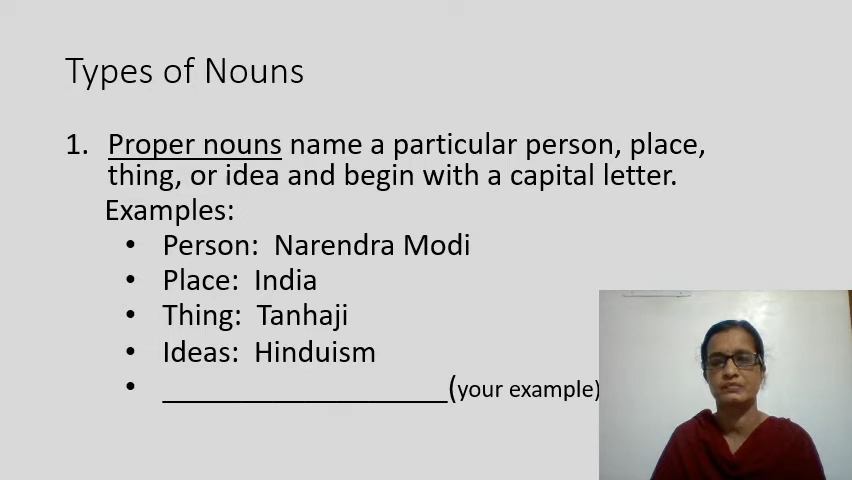 Types of Nouns
1. Proper nouns name a particular person, place,
thing, or idea and begin with a capital letter.
Examples:
• Person: Narendra Modi
• Place: India
• Thing: Tanhaji
• Ideas: Hinduism
• ____________________(your example)